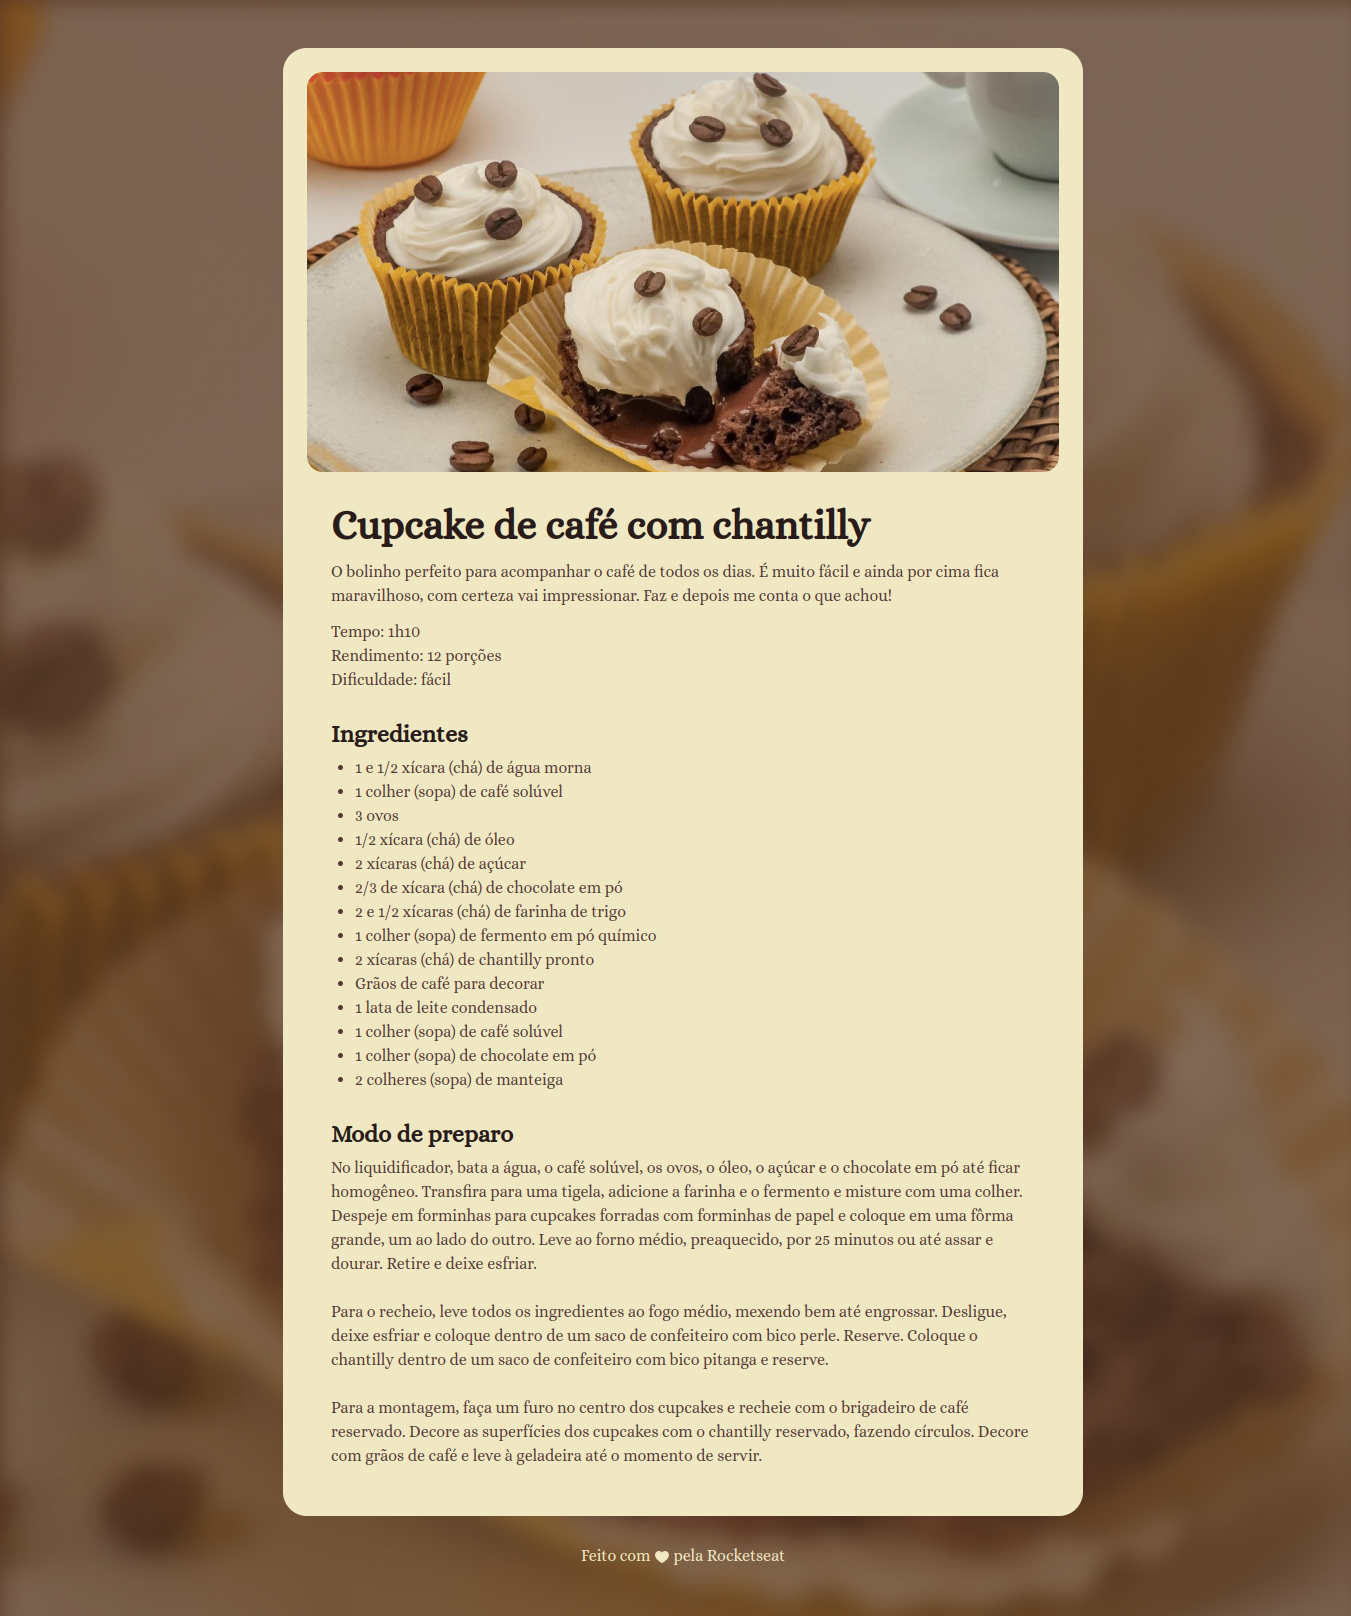 Cupcake de café com chantilly
O bolinho perfeito para acompanhar o café de todos os dias. É muito fácil e ainda por cima fica
maravilhoso, com certeza vai impressionar. Faz e depois me conta o que achou!
Tempo: 1h10
Rendimento: 12 porções
Dificuldade: fácil
Ingredientes
• 1 e 1/2 xícara (chá) de água morna
• 1 colher (sopa) de café solúvel
• 3 ovos
• 1/2 xícara (chá) de óleo
• 2 xícaras (chá) de açúcar
• 2/3 de xícara (chá) de chocolate em pó
• 2 e 1/2 xícaras (chá) de farinha de trigo
• 1 colher (sopa) de fermento em pó químico
• 2 xícaras (chá) de chantilly pronto
• Grãos de café para decorar
• 1 lata de leite condensado
• 1 colher (sopa) de café solúvel
• 1 colher (sopa) de chocolate em pó
• 2 colheres (sopa) de manteiga
Modo de preparo
No liquidificador, bata a água, o café solúvel, os ovos, o óleo, o açúcar e o chocolate em pó até ficar
homogêneo. Transfira para uma tigela, adicione a farinha e o fermento e misture com uma colher.
Despeje em forminhas para cupcakes forradas com forminhas de papel e coloque em uma fôrma
grande, um ao lado do outro. Leve ao forno médio, preaquecido, por 25 minutos ou até assar e
dourar. Retire e deixe esfriar.
Para o recheio, leve todos os ingredientes ao fogo médio, mexendo bem até engrossar. Desligue,
deixe esfriar e coloque dentro de um saco de confeiteiro com bico perle. Reserve. Coloque o
chantilly dentro de um saco de confeiteiro com bico pitanga e reserve.
Para a montagem, faça um furo no centro dos cupcakes e recheie com o brigadeiro de café
reservado. Decore as superfícies dos cupcakes com o chantilly reservado, fazendo círculos. Decore
com grãos de café e leve à geladeira até o momento de servir.
Feito com ♥ pela Rocketseat